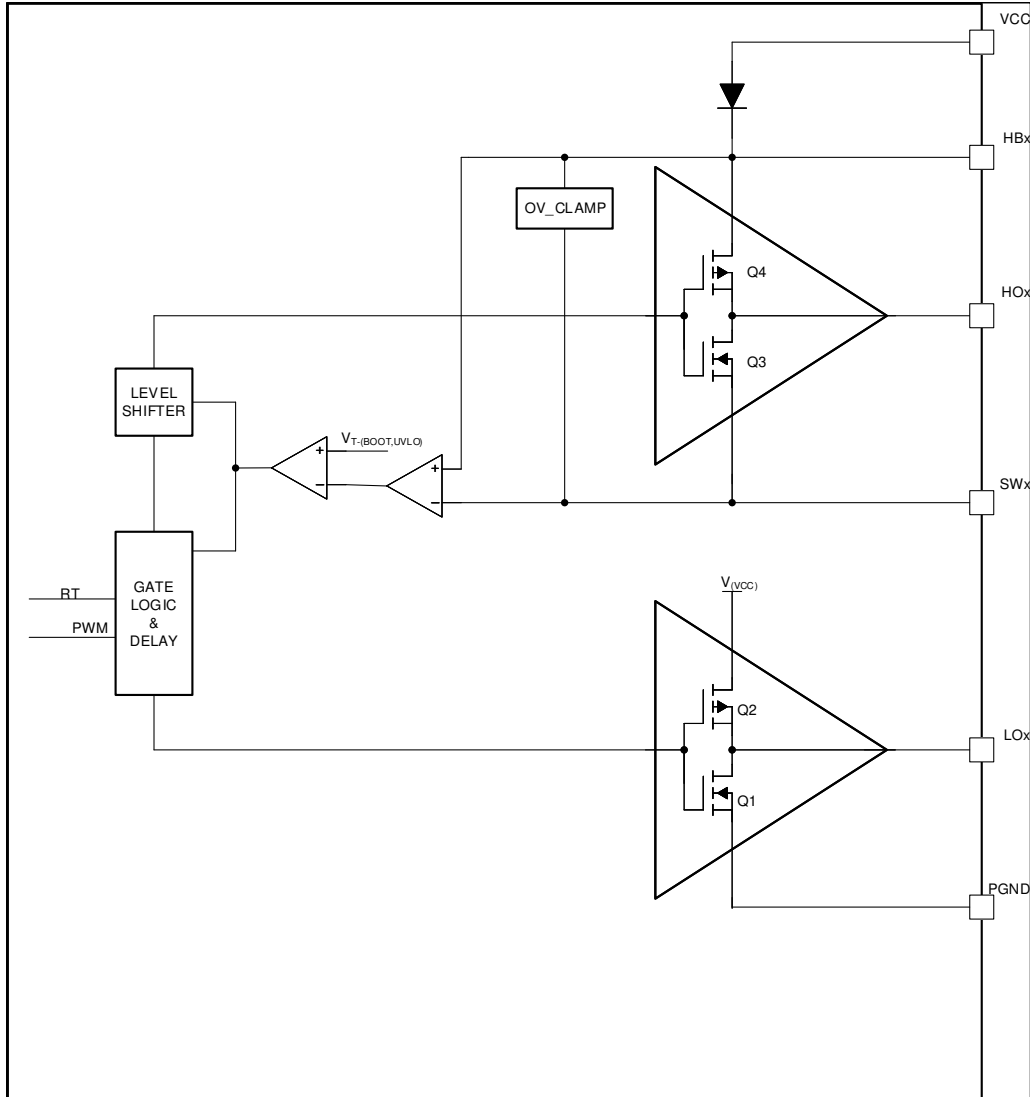 VCC
HBx
OV_CLAMP
Q4
HOx
Q3
LEVEL
SHIFTER
VT-(BOOT,UVLO)
+
−
+
−
SWx
GATE
LOGIC
&
DELAY
RT
PWM
V(VCC)
Q2
LOx
Q1
PGND